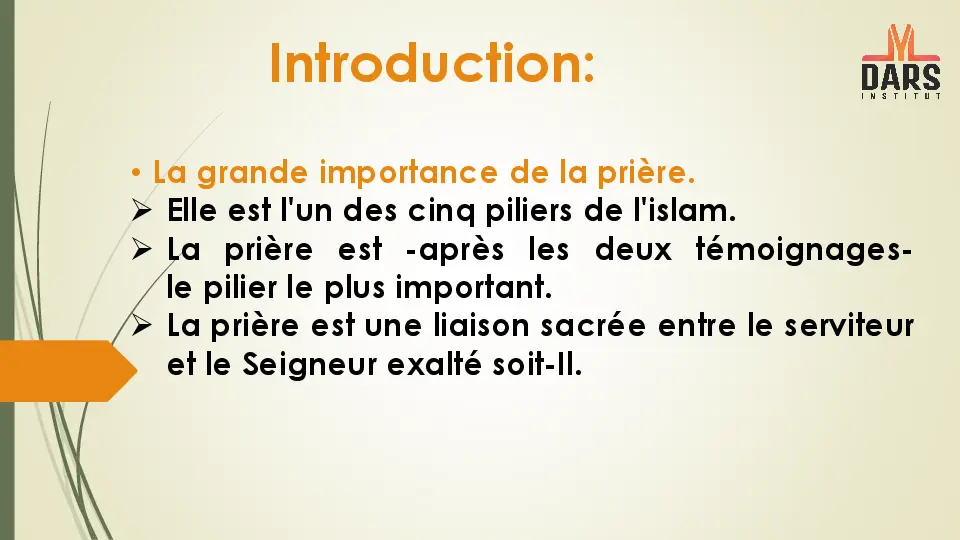 Introduction:
M
DARS
INSTITUT
• La grande importance de la prière.
➢ Elle est l'un des cinq piliers de l'islam.
➢ La prière est -après les deux témoignages-
le pilier le plus important.
➢ La prière est une liaison sacrée entre le serviteur
et le Seigneur exalté soit-Il.